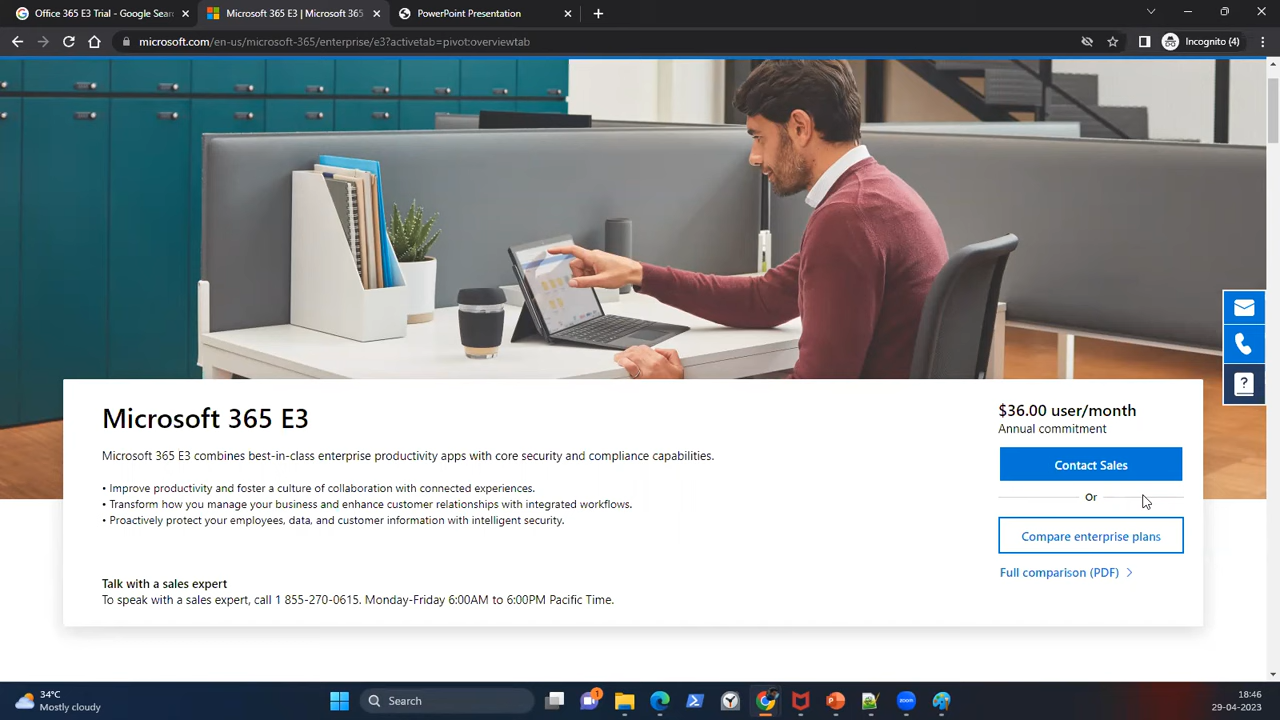 Office 365 E3 Trial - Google Sear
Microsoft 365 E3 | Microsoft 365
PowerPoint Presentation
microsoft.com/en-us/microsoft-365/enterprise/e3?activetab=pivot:overviewtab
Incognito (4)
?
Microsoft 365 E3
Microsoft 365 E3 combines best-in-class enterprise productivity apps with core security and compliance capabilities.
• Improve productivity and foster a culture of collaboration with connected experiences.
• Transform how you manage your business and enhance customer relationships with integrated workflows.
• Proactively protect your employees, data, and customer information with intelligent security.
Talk with a sales expert
To speak with a sales expert, call 1 855-270-0615. Monday-Friday 6:00AM to 6:00PM Pacific Time.
$36.00 user/month
Annual commitment
Contact Sales
Or
Compare enterprise plans
Full comparison (PDF)
34°C
Mostly cloudy
Search
1
zoom
18:46
29-04-2023